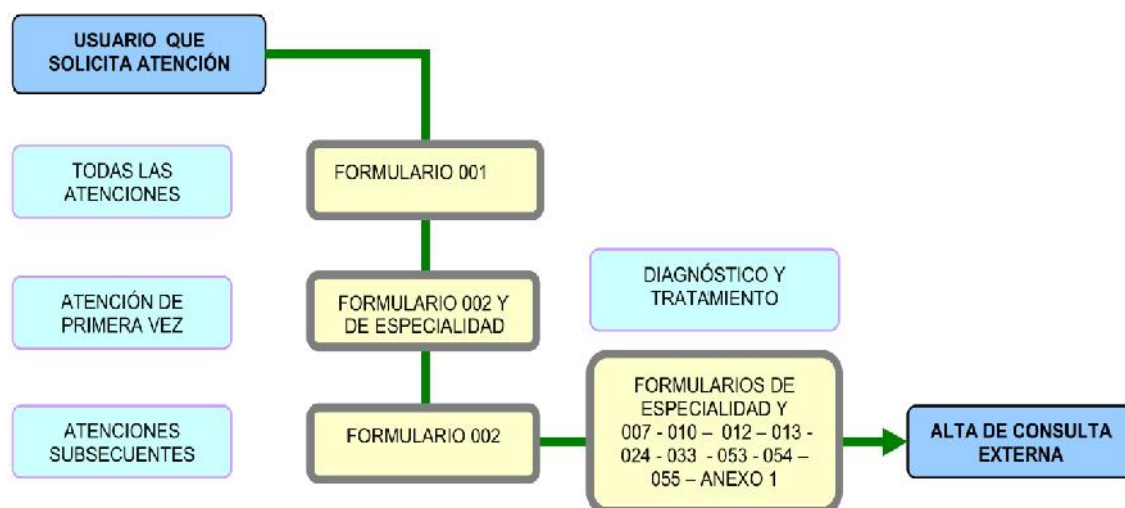 USUARIO QUE
SOLICITA ATENCIÓN
TODAS LAS
ATENCIONES
FORMULARIO 001
ATENCIÓN DE
PRIMERA VEZ
FORMULARIO 002 Y
DE ESPECIALIDAD
DIAGNÓSTICO Y
TRATAMIENTO
ATENCIONES
SUBSECUENTES
FORMULARIO 002
FORMULARIOS DE
ESPECIALIDAD Y
007 - 010 – 012 – 013 -
024 - 033 - 053 - 054 –
055 – ANEXO 1
ALTA DE CONSULTA
EXTERNA